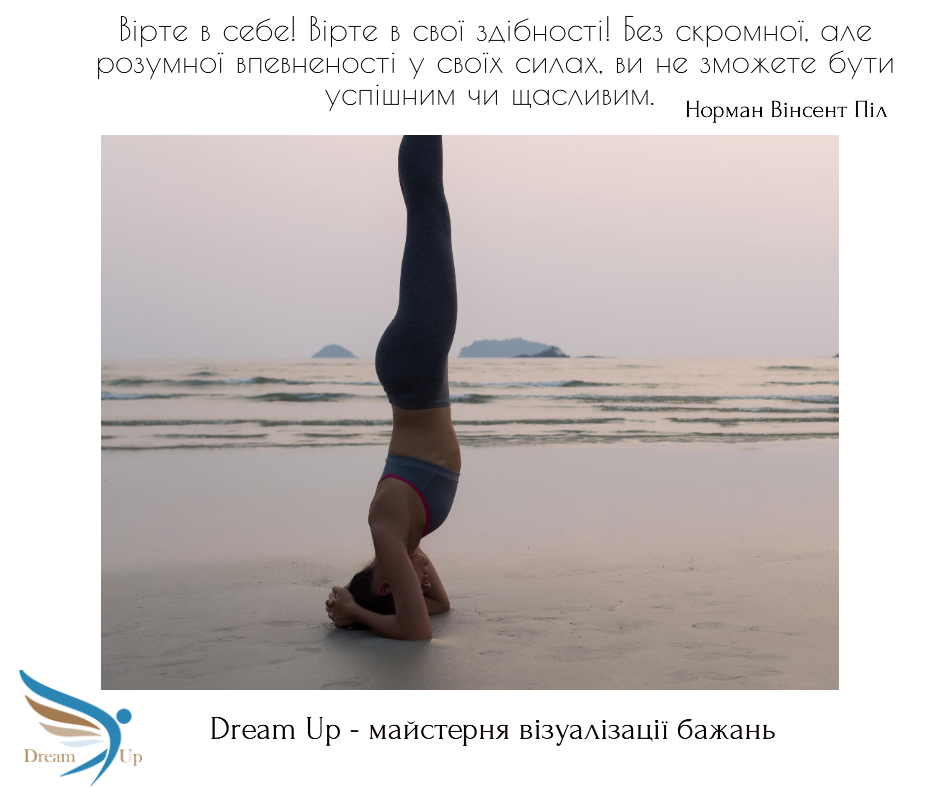 Вірте в себе! Вірте в свої здібності! Без скромної, але
розумної впевненості у своїх силах, ви не зможете бути
успішним чи щасливим.
Норман Вінсент Піл
Dream Up
Dream Up - майстерня візуалізації бажань